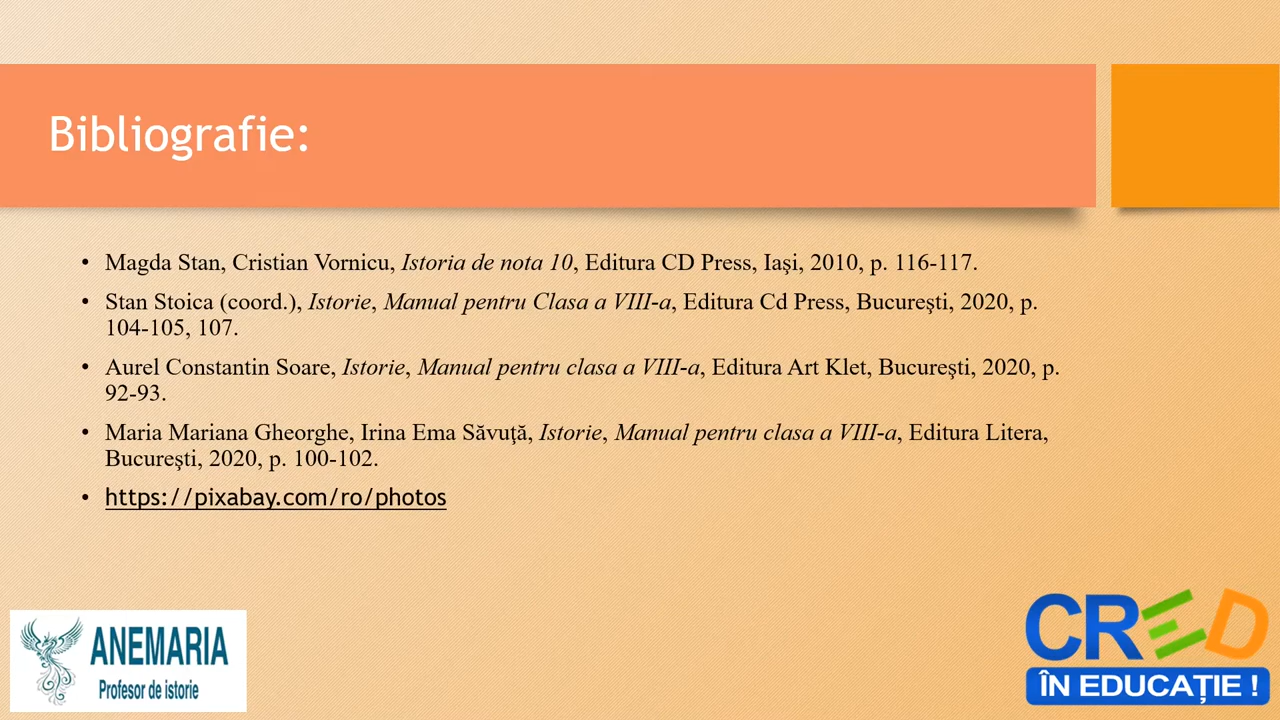 Bibliografie:
• Magda Stan, Cristian Vornicu, Istoria de nota 10, Editura CD Press, Iaşi, 2010, p. 116-117.
• Stan Stoica (coord.), Istorie, Manual pentru Clasa a VIII-a, Editura Cd Press, Bucureşti, 2020, p.
104-105, 107.
• Aurel Constantin Soare, Istorie, Manual pentru clasa a VIII-a, Editura Art Klet, Bucureşti, 2020, p.
92-93.
• Maria Mariana Gheorghe, Irina Ema Săvuţă, Istorie, Manual pentru clasa a VIII-a, Editura Litera,
Bucureşti, 2020, p. 100-102.
• https://pixabay.com/ro/photos
ANEMARIA
Profesor de istorie
CRED
ÎN EDUCAȚIE !